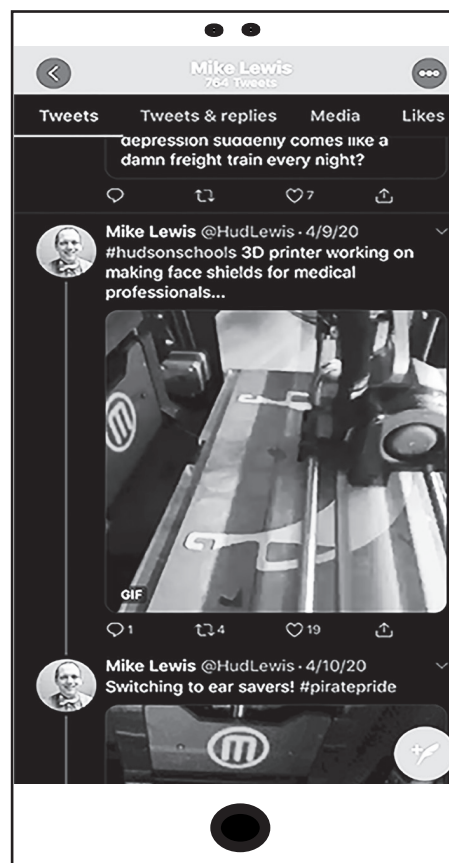 Mike Lewis
764 Tweets
Tweets Tweets & replies Media Likes
depression suddenly comes like a
damn freight train every night?
7
Mike Lewis @HudLewis · 4/9/20
#hudsonschools 3D printer working on
making face shields for medical
professionals...
GIF
1 4 19
Mike Lewis @HudLewis · 4/10/20
Switching to ear savers! #piratepride